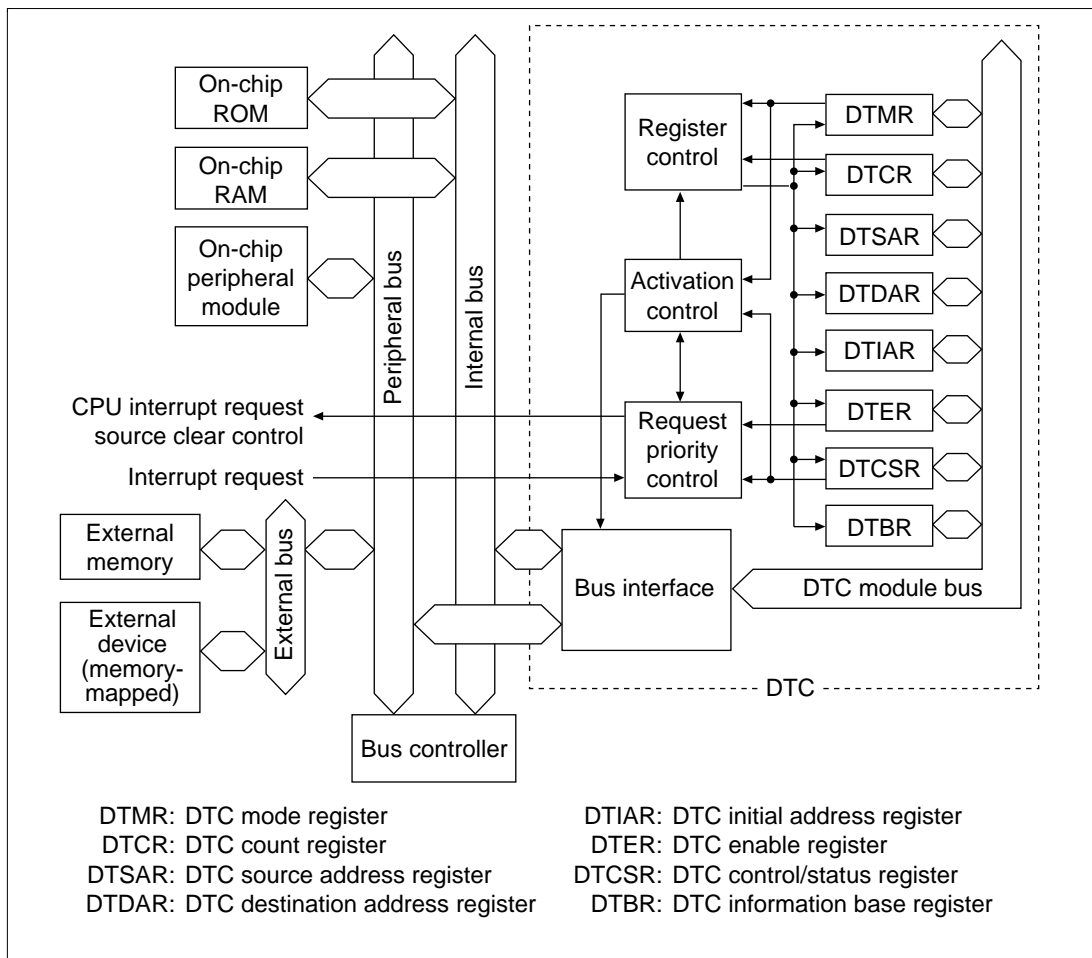 On-chip
ROM
On-chip
RAM
On-chip
peripheral
module
Peripheral bus
Internal bus
CPU interrupt request
source clear control
Interrupt request
External
memory
External
device
(memory-
mapped)
External bus
Bus controller
Register
control
Activation
control
Request
priority
control
Bus interface
DTMR
DTCR
DTSAR
DTDAR
DTIAR
DTER
DTCSR
DTBR
DTC module bus
DTC
DTMR: DTC mode register
DTCR: DTC count register
DTSAR: DTC source address register
DTDAR: DTC destination address register
DTIAR: DTC initial address register
DTER: DTC enable register
DTCSR: DTC control/status register
DTBR: DTC information base register